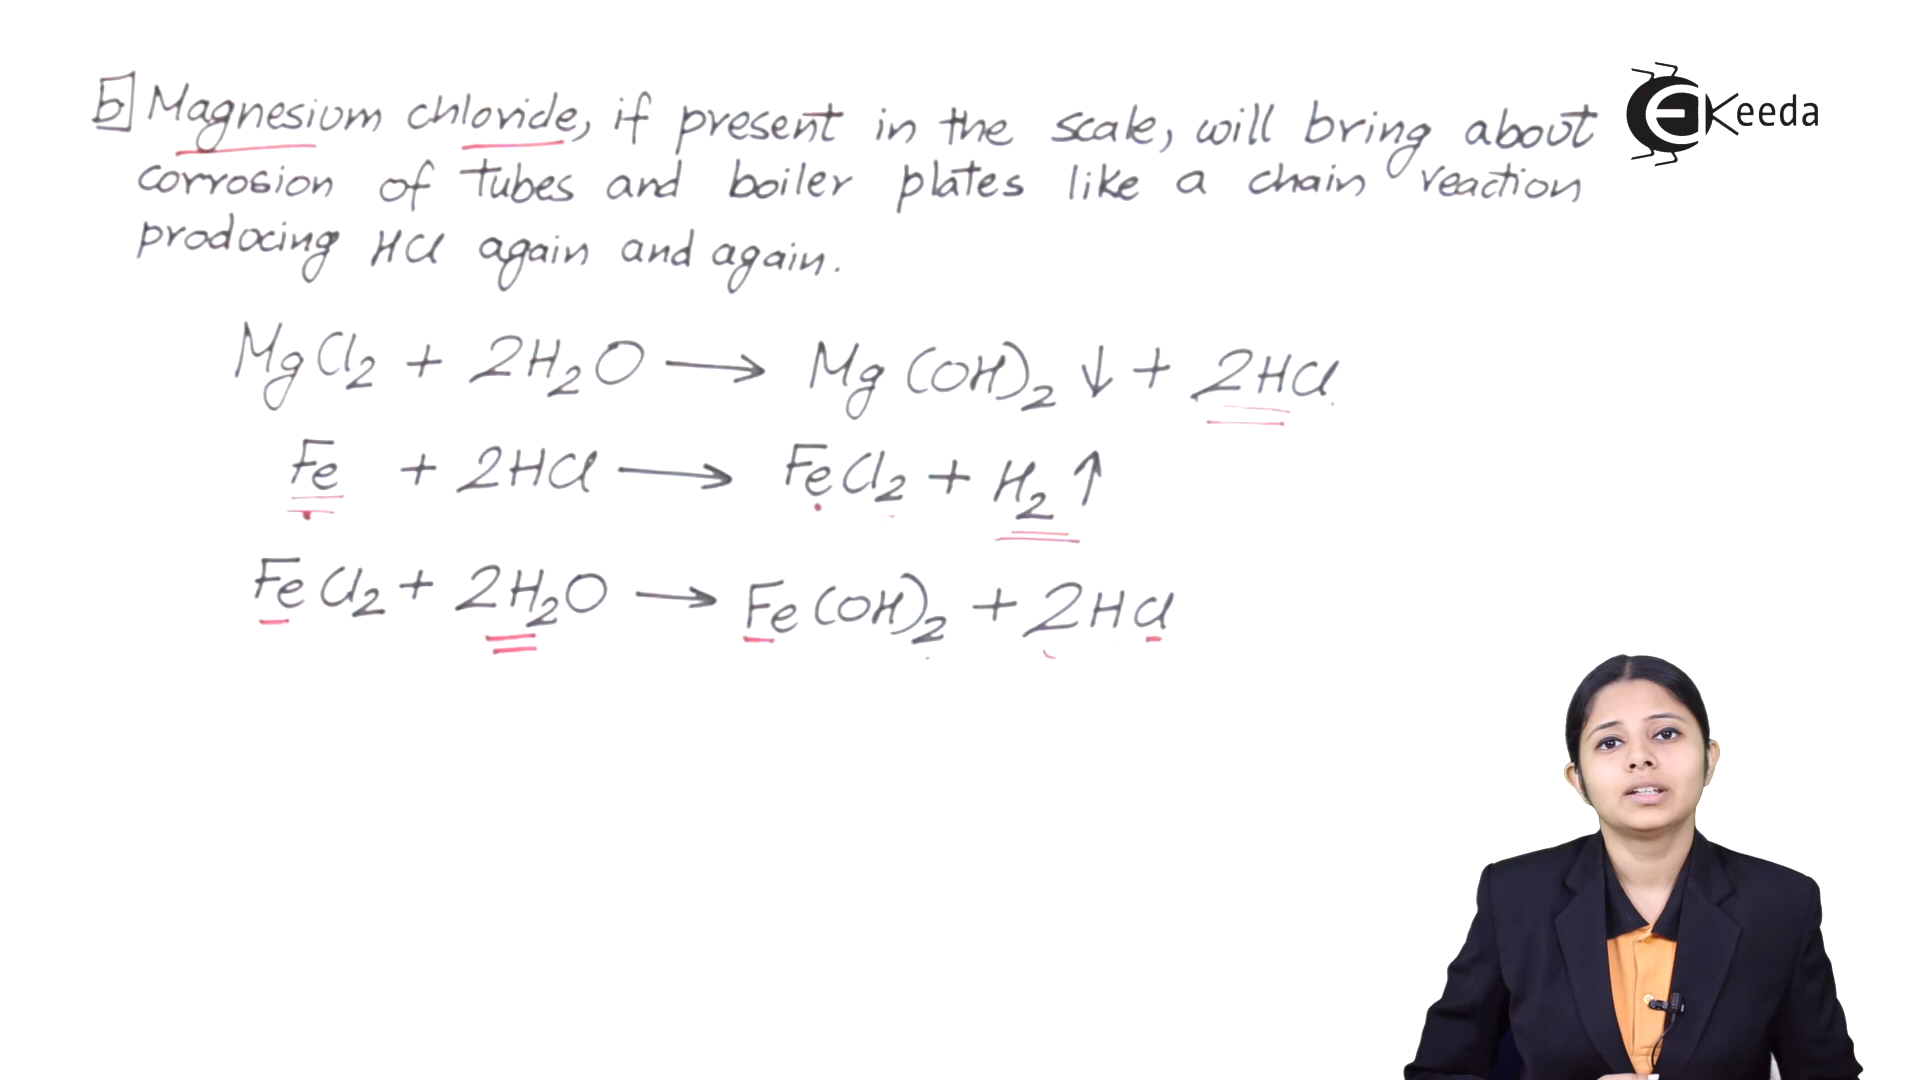 b Magnesium chloride, if present in the scale, will bring about
corrosion of tubes and boiler plates like a chain reaction
producing HCl again and again.
MgCl₂ + 2H₂O → Mg(OH)₂ ↓ + 2HCl
Fe + 2HCl → FeCl₂ + H₂ ↑
FeCl₂ + 2H₂O → Fe(OH)₂ + 2HCl
EKeeda